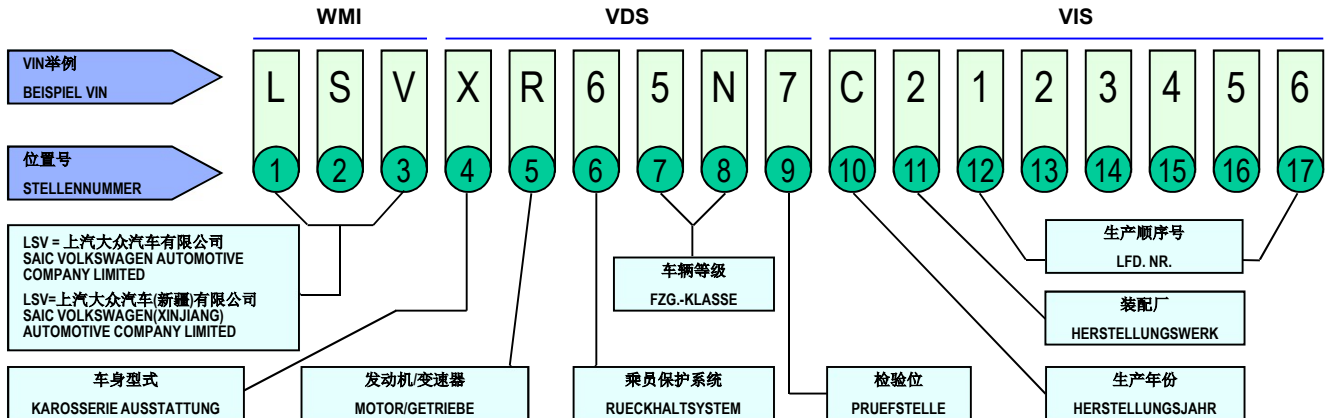 WMI VDS VIS
VIN举例
BEISPIEL VIN
L S V X R 6 5 N 7 C 2 1 2 3 4 5 6
位置号
STELLENNUMMER
1 2 3 4 5 6 7 8 9 10 11 12 13 14 15 16 17
LSV = 上汽大众汽车有限公司
SAIC VOLKSWAGEN AUTOMOTIVE
COMPANY LIMITED
LSV=上汽大众汽车(新疆)有限公司
SAIC VOLKSWAGEN(XINJIANG)
AUTOMOTIVE COMPANY LIMITED
车辆等级
FZG.-KLASSE
生产顺序号
LFD. NR.
装配厂
HERSTELLUNGSWERK
车身型式
KAROSSERIE AUSSTATTUNG
发动机/变速器
MOTOR/GETRIEBE
乘员保护系统
RUECKHALTSYSTEM
检验位
PRUEFSTELLE
生产年份
HERSTELLUNGSJAHR